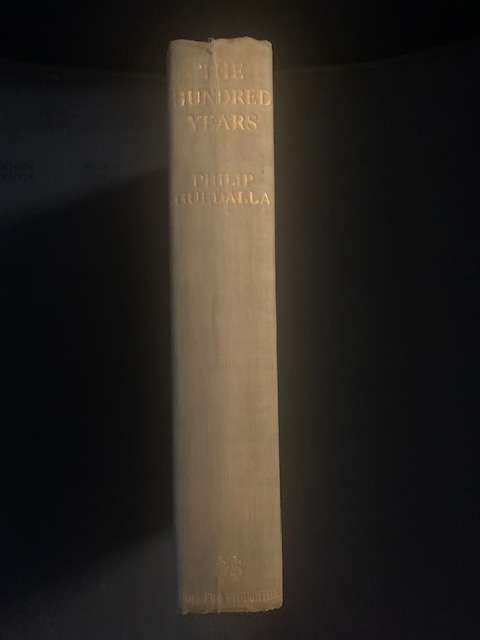 THE
HUNDRED
YEARS
PHILIP
GUEDALLA